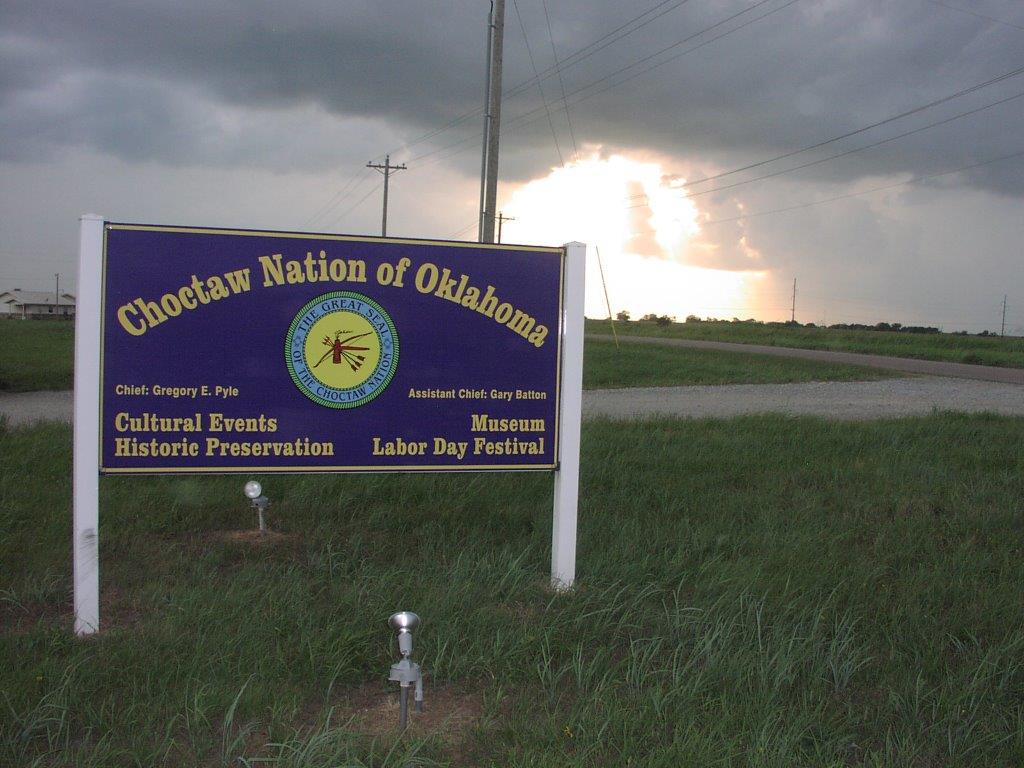 Choctaw Nation of Oklahoma
THE GREAT SEAL
OF THE CHOCTAW NATION
Chief: Gregory E. Pyle
Assistant Chief: Gary Batton
Cultural Events
Museum
Historic Preservation
Labor Day Festival